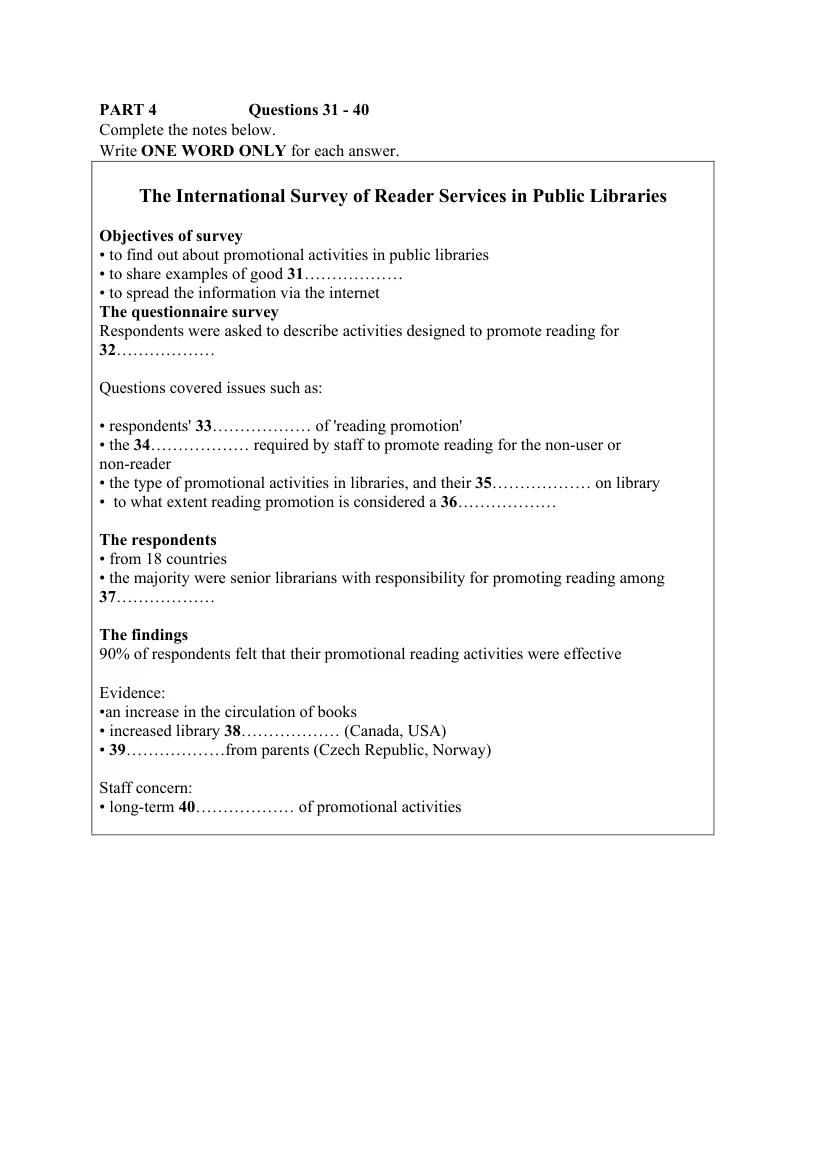 PART 4 Questions 31 - 40
Complete the notes below.
Write ONE WORD ONLY for each answer.
The International Survey of Reader Services in Public Libraries
Objectives of survey
• to find out about promotional activities in public libraries
• to share examples of good 31………………
• to spread the information via the internet
The questionnaire survey
Respondents were asked to describe activities designed to promote reading for
32………………
Questions covered issues such as:
• respondents' 33……………… of 'reading promotion'
• the 34……………… required by staff to promote reading for the non-user or
non-reader
• the type of promotional activities in libraries, and their 35……………… on library
• to what extent reading promotion is considered a 36………………
The respondents
• from 18 countries
• the majority were senior librarians with responsibility for promoting reading among
37………………
The findings
90% of respondents felt that their promotional reading activities were effective
Evidence:
•an increase in the circulation of books
• increased library 38……………… (Canada, USA)
• 39………………from parents (Czech Republic, Norway)
Staff concern:
• long-term 40……………… of promotional activities